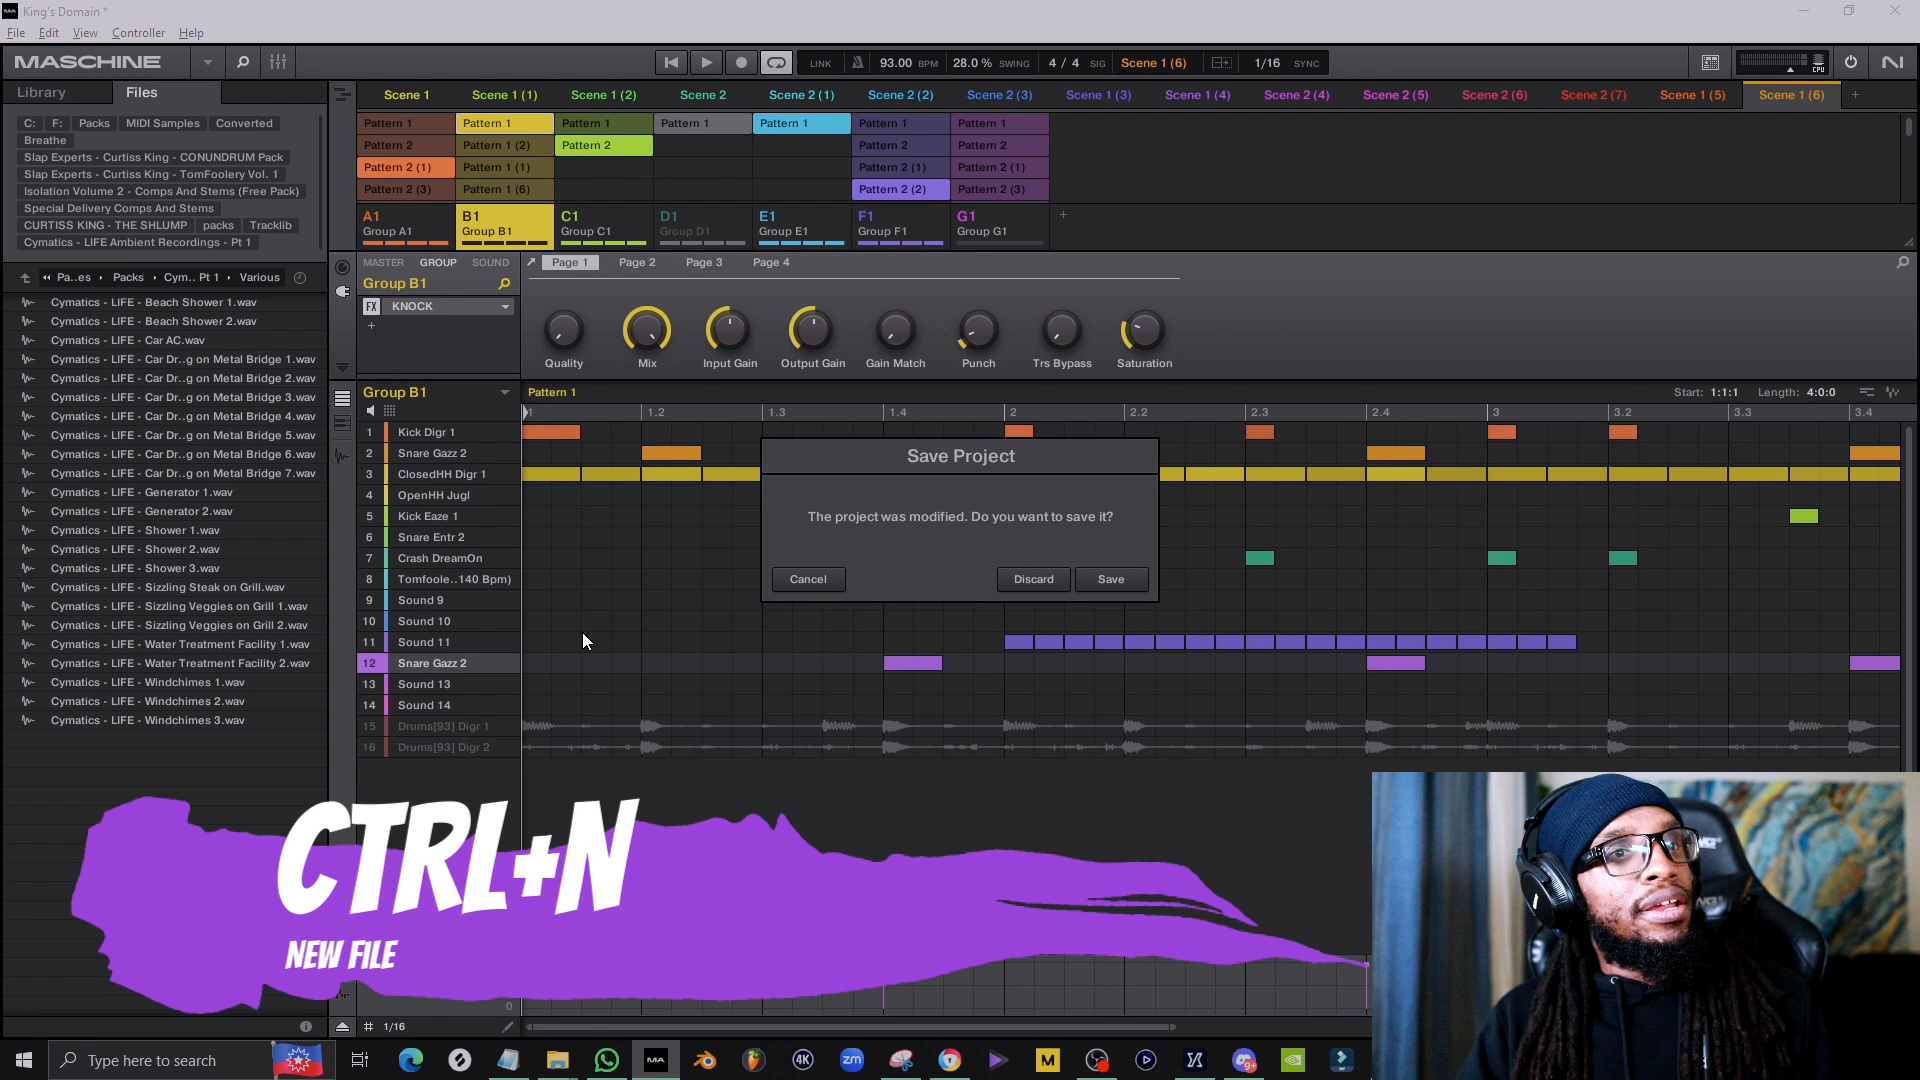 King's Domain *
File Edit View Controller Help
MASCHINE
LINK 93.00 BPM 28.0 % SWING 4 / 4 SIG Scene 1 (6) 1/16 SYNC
CPU
Library Files
C: F: Packs MIDI Samples Converted
Breathe
Slap Experts - Curtiss King - CONUNDRUM Pack
Slap Experts - Curtiss King - TomFoolery Vol. 1
Isolation Volume 2 - Comps And Stems (Free Pack)
Special Delivery Comps And Stems
CURTISS KING - THE SHLUMP packs Tracklib
Cymatics - LIFE Ambient Recordings - Pt 1
Pa..es Packs Cym.. Pt 1 Various
Cymatics - LIFE - Beach Shower 1.wav
Cymatics - LIFE - Beach Shower 2.wav
Cymatics - LIFE - Car AC.wav
Cymatics - LIFE - Car Dr..g on Metal Bridge 1.wav
Cymatics - LIFE - Car Dr..g on Metal Bridge 2.wav
Cymatics - LIFE - Car Dr..g on Metal Bridge 3.wav
Cymatics - LIFE - Car Dr..g on Metal Bridge 4.wav
Cymatics - LIFE - Car Dr..g on Metal Bridge 5.wav
Cymatics - LIFE - Car Dr..g on Metal Bridge 6.wav
Cymatics - LIFE - Car Dr..g on Metal Bridge 7.wav
Cymatics - LIFE - Generator 1.wav
Cymatics - LIFE - Generator 2.wav
Cymatics - LIFE - Shower 1.wav
Cymatics - LIFE - Shower 2.wav
Cymatics - LIFE - Shower 3.wav
Cymatics - LIFE - Sizzling Steak on Grill.wav
Cymatics - LIFE - Sizzling Veggies on Grill 1.wav
Cymatics - LIFE - Sizzling Veggies on Grill 2.wav
Cymatics - LIFE - Water Treatment Facility 1.wav
Cymatics - LIFE - Water Treatment Facility 2.wav
Cymatics - LIFE - Windchimes 1.wav
Cymatics - LIFE - Windchimes 2.wav
Cymatics - LIFE - Windchimes 3.wav
Scene 1 Scene 1 (1) Scene 1 (2) Scene 2 Scene 2 (1) Scene 2 (2) Scene 2 (3) Scene 1 (3) Scene 1 (4) Scene 2 (4) Scene 2 (5) Scene 2 (6) Scene 2 (7) Scene 1 (5) Scene 1 (6) +
Pattern 1 Pattern 1 Pattern 1 Pattern 1 Pattern 1 Pattern 1 Pattern 1
Pattern 2 Pattern 1 (2) Pattern 2 Pattern 2 Pattern 2
Pattern 2 (1) Pattern 1 (1) Pattern 2 (1) Pattern 2 (1)
Pattern 2 (3) Pattern 1 (6) Pattern 2 (2) Pattern 2 (3)
A1 B1 C1 D1 E1 F1 G1 +
Group A1 Group B1 Group C1 Group D1 Group E1 Group F1 Group G1
MASTER GROUP SOUND Page 1 Page 2 Page 3 Page 4
Group B1
FX KNOCK
+
Quality Mix Input Gain Output Gain Gain Match Punch Trs Bypass Saturation
Group B1 Pattern 1 Start: 1:1:1 Length: 4:0:0
1 1.2 1.3 1.4 2 2.2 2.3 2.4 3 3.2 3.3 3.4
1 Kick Digr 1
2 Snare Gazz 2
3 ClosedHH Digr 1
4 OpenHH Jugl
5 Kick Eaze 1
6 Snare Entr 2
7 Crash DreamOn
8 Tomfoole..140 Bpm)
9 Sound 9
10 Sound 10
11 Sound 11
12 Snare Gazz 2
13 Sound 13
14 Sound 14
15 Drums[93] Digr 1
16 Drums[93] Digr 2
Save Project
The project was modified. Do you want to save it?
Cancel Discard Save
CTRL+N
NEW FILE
0
1/16
Type here to search
MA 4K zm M 9+